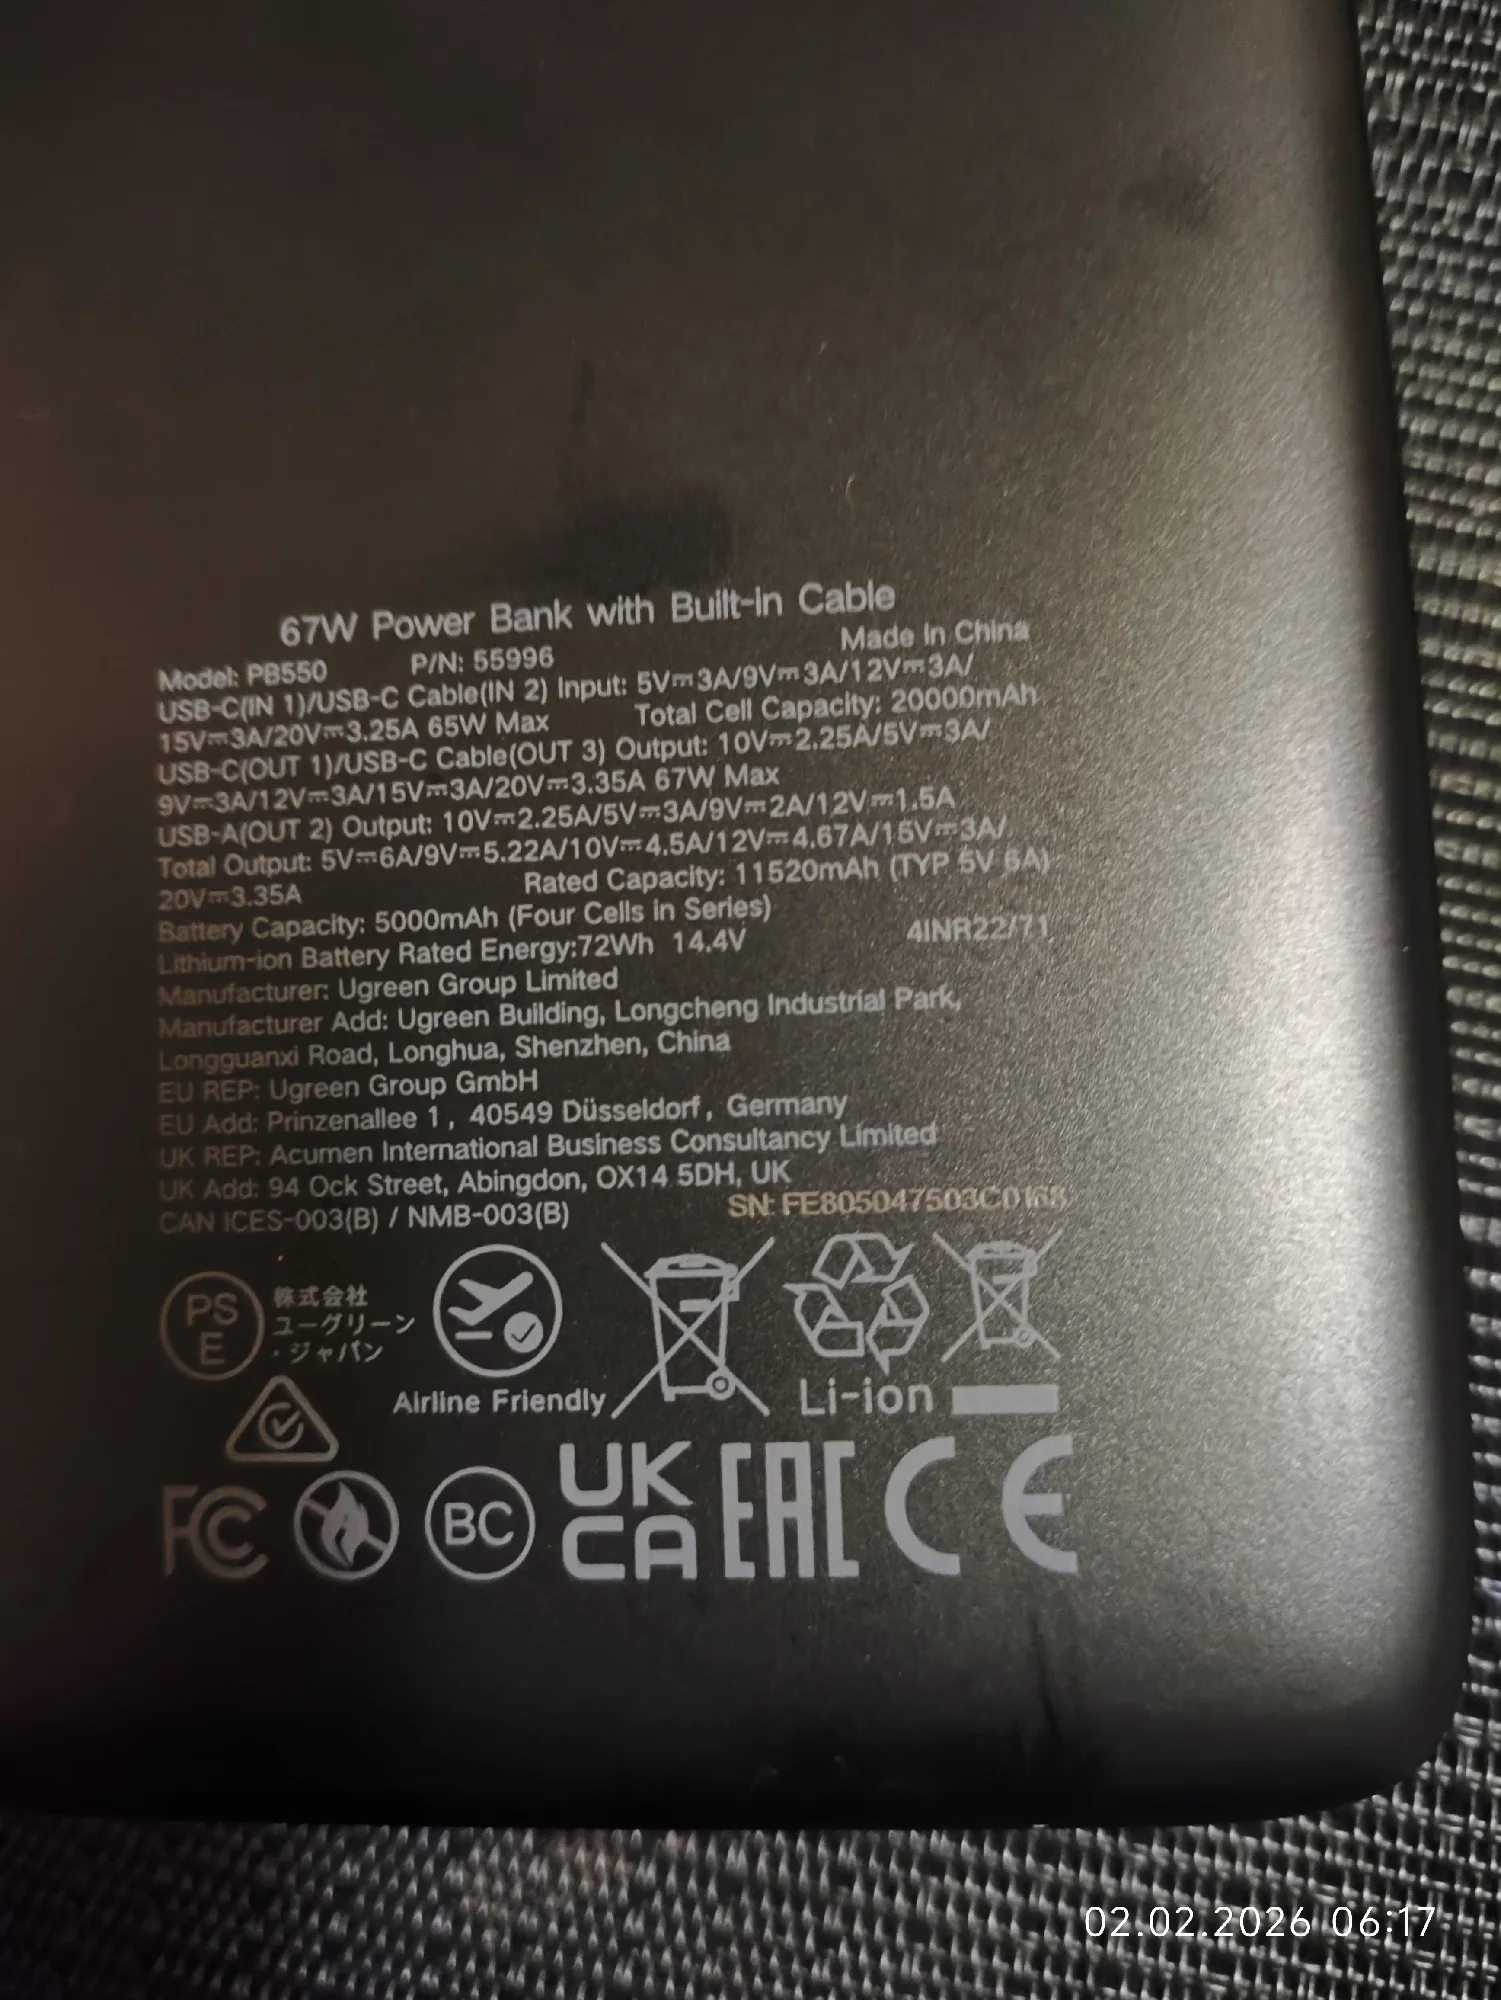 67W Power Bank with Built-in Cable
Model: PB550 P/N: 55996 Made In China
USB-C(IN 1)/USB-C Cable(IN 2) Input: 5V⎓3A/9V⎓3A/12V⎓3A/
15V⎓3A/20V⎓3.25A 65W Max Total Cell Capacity: 20000mAh
USB-C(OUT 1)/USB-C Cable(OUT 3) Output: 10V⎓2.25A/5V⎓3A/
9V⎓3A/12V⎓3A/15V⎓3A/20V⎓3.35A 67W Max
USB-A(OUT 2) Output: 10V⎓2.25A/5V⎓3A/9V⎓2A/12V⎓1.5A
Total Output: 5V⎓6A/9V⎓5.22A/10V⎓4.5A/12V⎓4.67A/15V⎓3A/
20V⎓3.35A Rated Capacity: 11520mAh (TYP 5V 6A)
Battery Capacity: 5000mAh (Four Cells in Series)
Lithium-ion Battery Rated Energy:72Wh 14.4V 4INR22/71
Manufacturer: Ugreen Group Limited
Manufacturer Add: Ugreen Building, Longcheng Industrial Park,
Longguanxi Road, Longhua, Shenzhen, China
EU REP: Ugreen Group GmbH
EU Add: Prinzenallee 1, 40549 Düsseldorf, Germany
UK REP: Acumen International Business Consultancy Limited
UK Add: 94 Ock Street, Abingdon, OX14 5DH, UK
CAN ICES-003(B) / NMB-003(B) SN: FE805047503C0168
PS
E
株式会社
ユーグリーン
・ジャパン
Airline Friendly
Li-ion
FC
BC
UK
CA
EAC
CE
02.02.2026 06:17